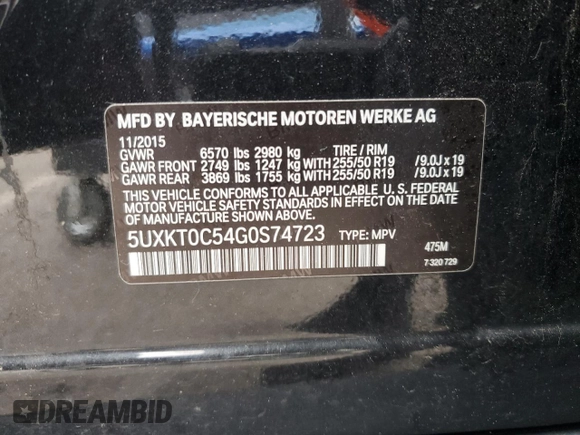 MFD BY BAYERISCHE MOTOREN WERKE AG
11/2015
GVWR 6570 lbs 2980 kg TIRE / RIM
GAWR FRONT 2749 lbs 1247 kg WITH 255/50 R19 /9.0J x 19
GAWR REAR 3869 lbs 1755 kg WITH 255/50 R19 /9.0J x 19
THIS VEHICLE CONFORMS TO ALL APPLICABLE U. S. FEDERAL
MOTOR VEHICLE SAFETY STANDARDS IN EFFECT ON THE DATE
OF MANUFACTURE SHOWN ABOVE.
5UXKT0C54G0S74723 TYPE: MPV
475M
7 320 729
DREAMBID